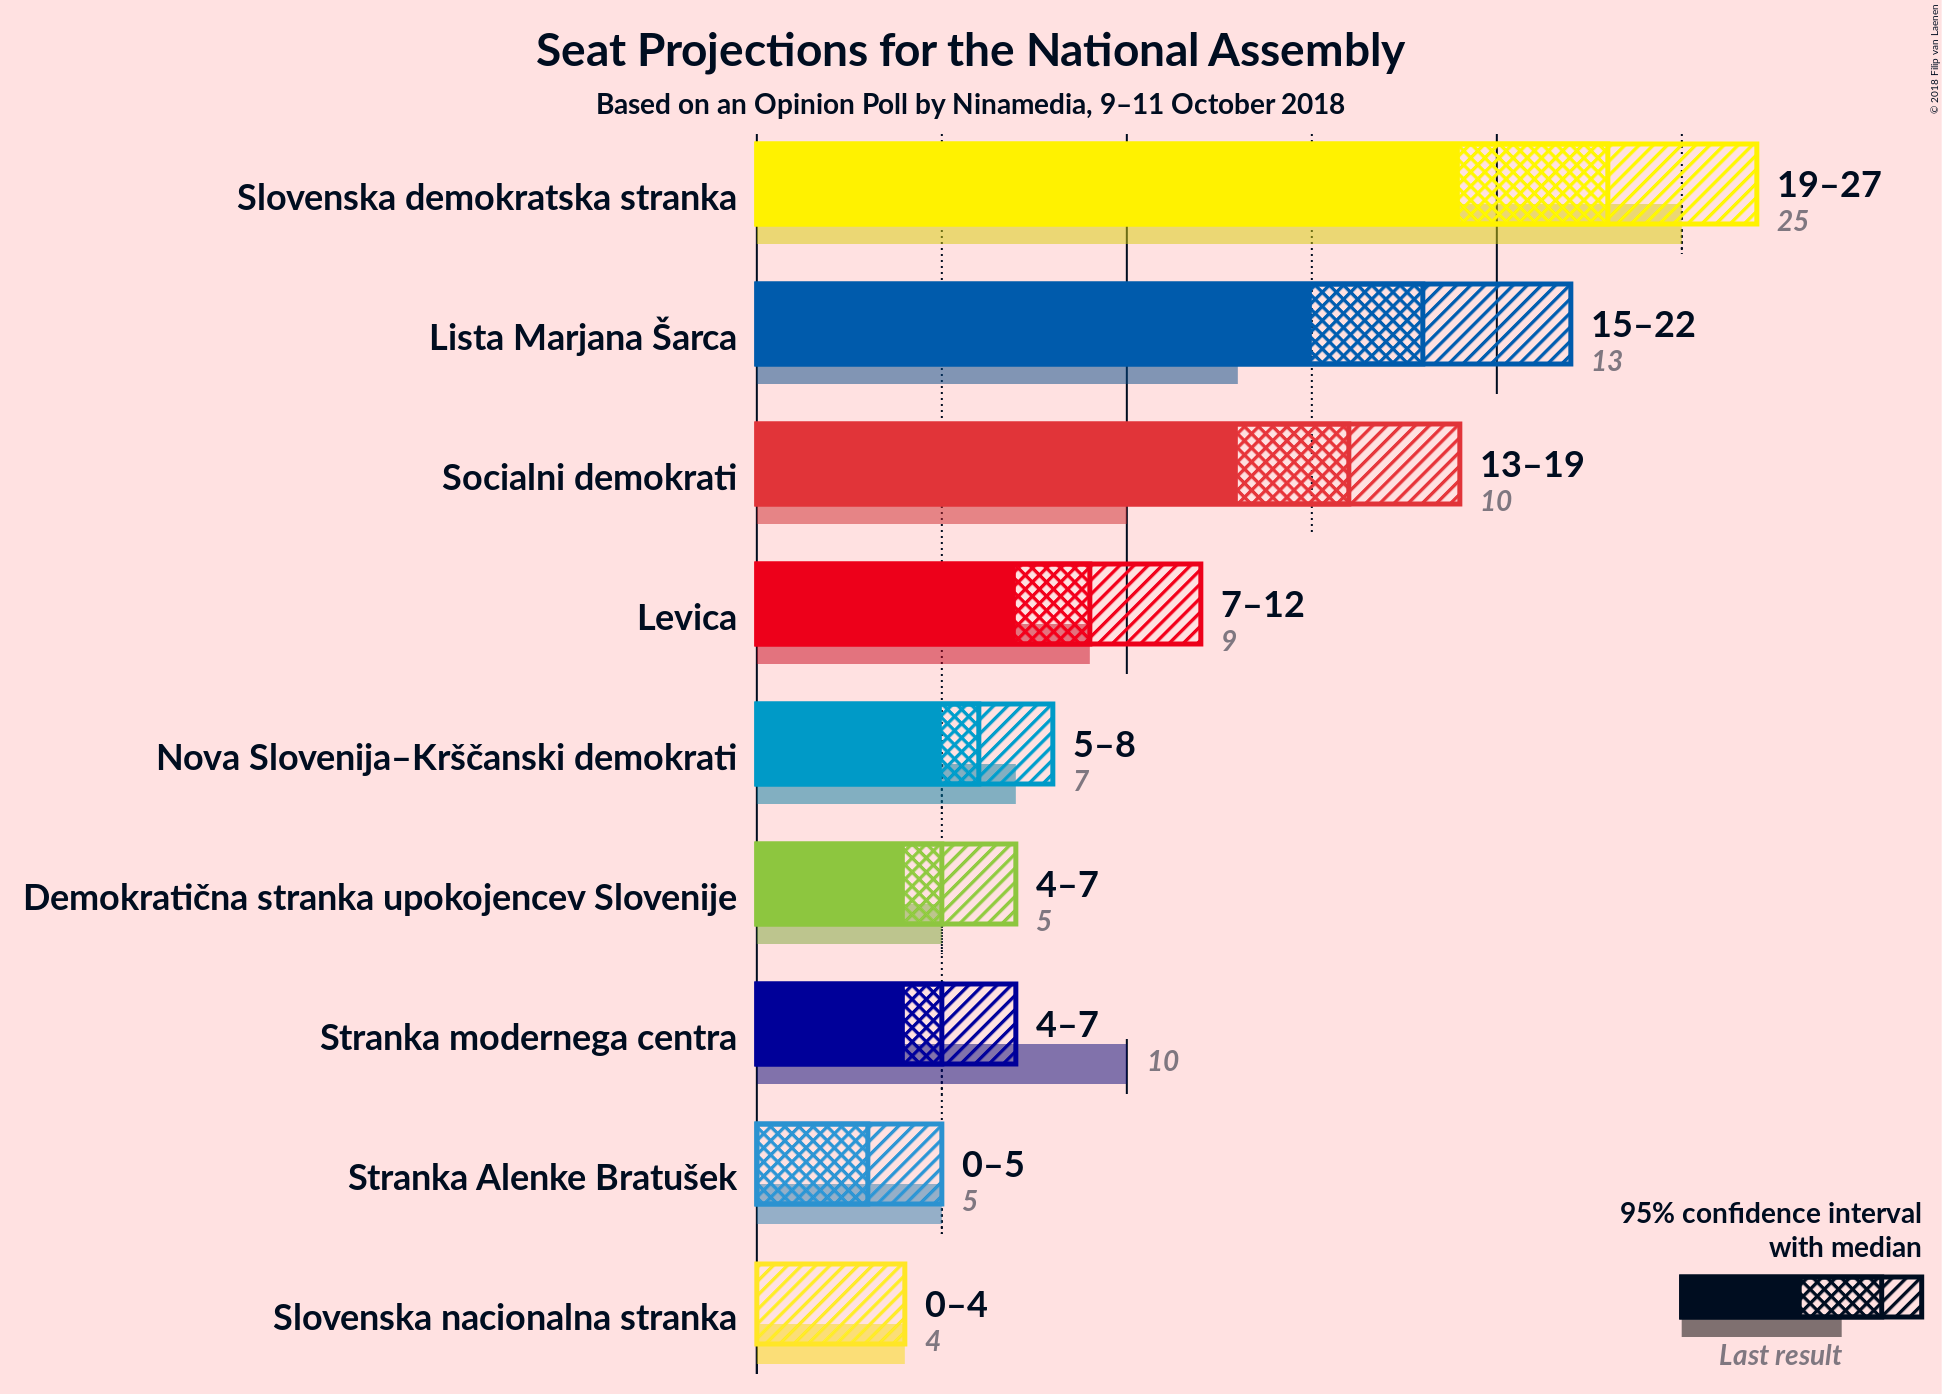 Seat Projections for the National Assembly
Based on an Opinion Poll by Ninamedia, 9–11 October 2018
© 2018 Filip van Laenen
Slovenska demokratska stranka
19–27
25
Lista Marjana Šarca
15–22
13
Socialni demokrati
13–19
10
Levica
7–12
9
Nova Slovenija–Krščanski demokrati
5–8
7
Demokratična stranka upokojencev Slovenije
4–7
5
Stranka modernega centra
4–7
10
Stranka Alenke Bratušek
0–5
5
Slovenska nacionalna stranka
0–4
4
95% confidence interval
with median
Last result